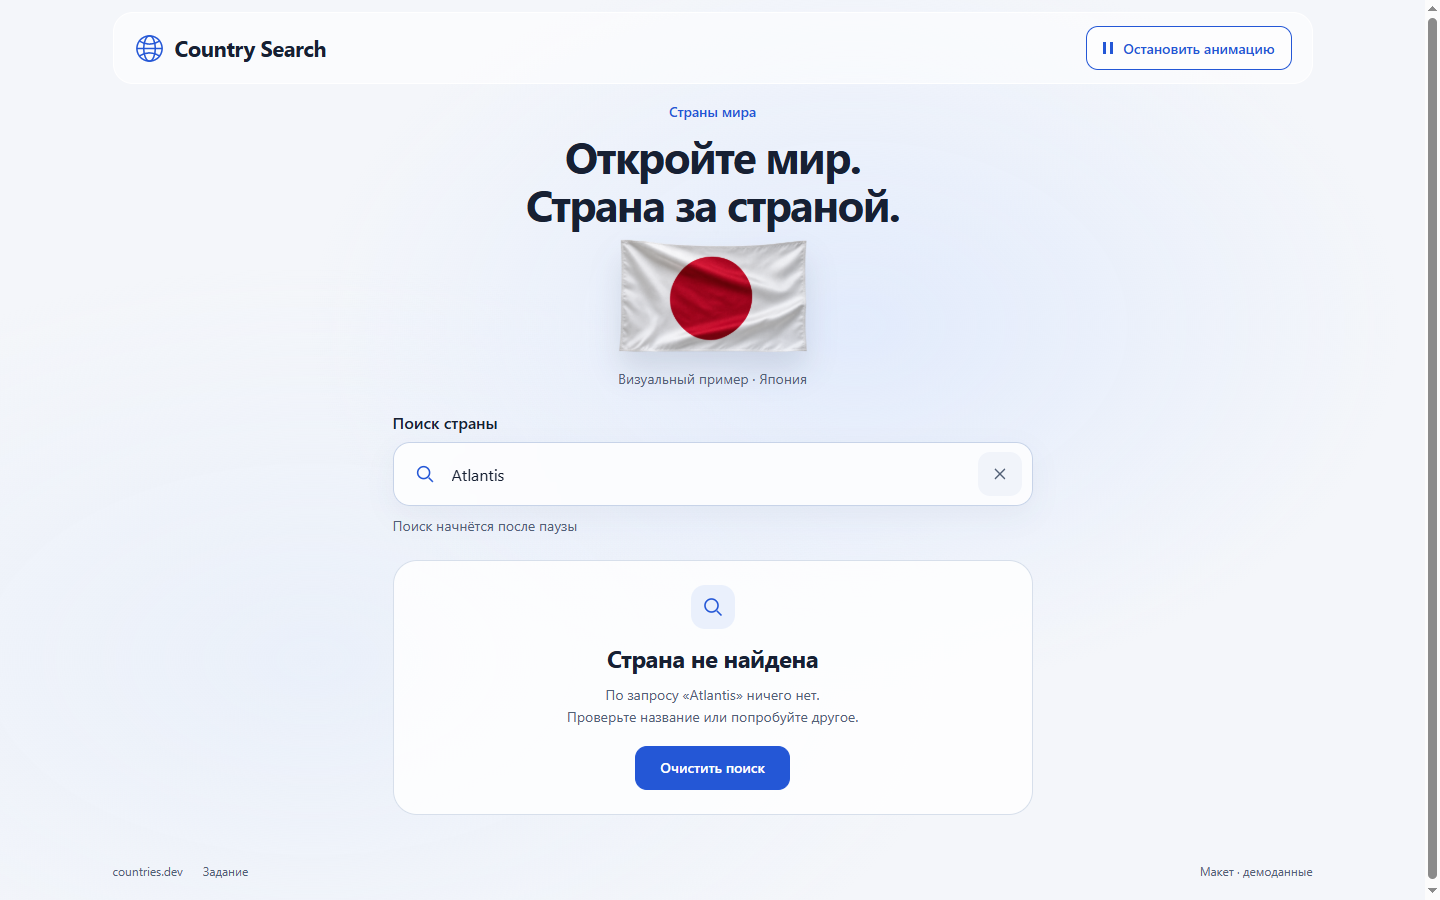 Country Search
Остановить анимацию
Страны мира
Откройте мир.
Страна за страной.
Визуальный пример · Япония
Поиск страны
Atlantis
Поиск начнётся после паузы
Страна не найдена
По запросу «Atlantis» ничего нет.
Проверьте название или попробуйте другое.
Очистить поиск
countries.dev
Задание
Макет · демоданные